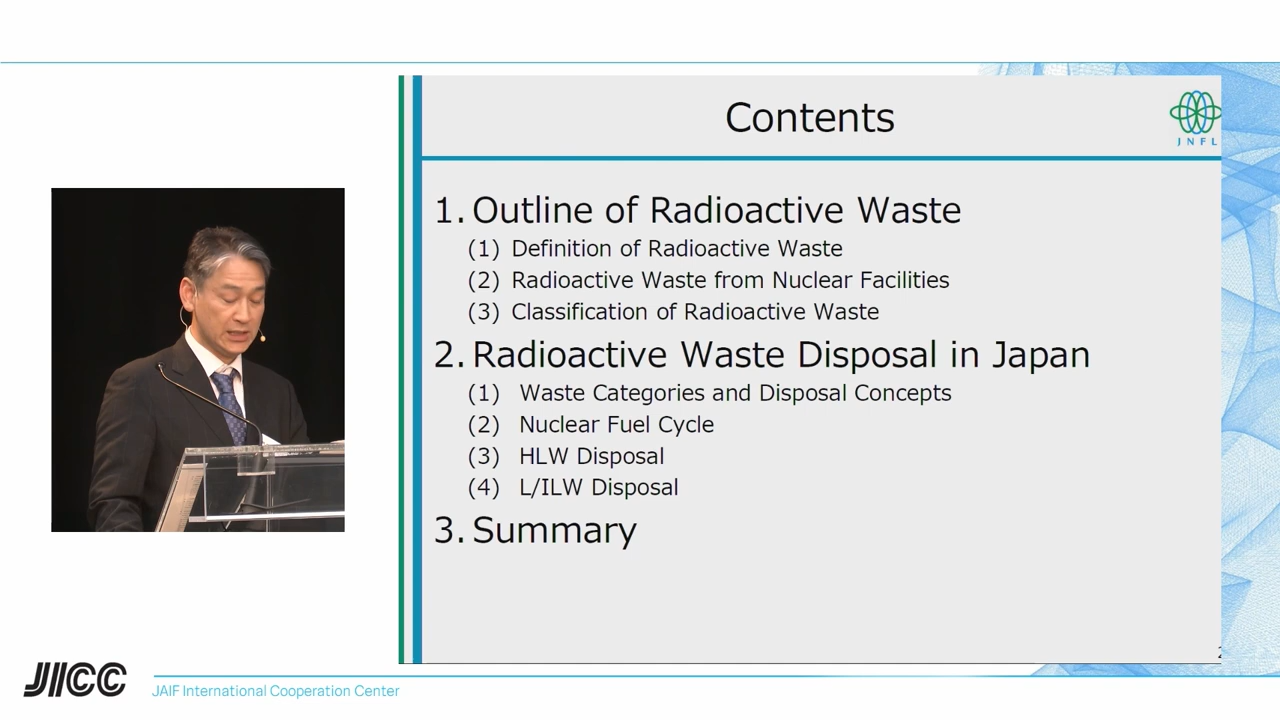 Contents
JNFL
1. Outline of Radioactive Waste
(1) Definition of Radioactive Waste
(2) Radioactive Waste from Nuclear Facilities
(3) Classification of Radioactive Waste
2. Radioactive Waste Disposal in Japan
(1) Waste Categories and Disposal Concepts
(2) Nuclear Fuel Cycle
(3) HLW Disposal
(4) L/ILW Disposal
3. Summary
JICC
JAIF International Cooperation Center